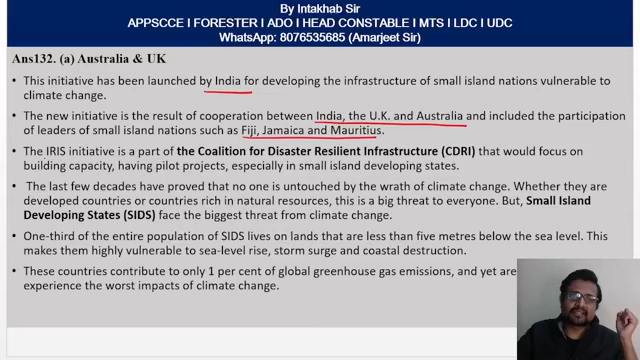 By Intakhab Sir
APPSCCE I FORESTER I ADO I HEAD CONSTABLE I MTS I LDC I UDC
WhatsApp: 8076535685 (Amarjeet Sir)
Ans132. (a) Australia & UK
• This initiative has been launched by India for developing the infrastructure of small island nations vulnerable to
climate change.
• The new initiative is the result of cooperation between India, the U.K. and Australia and included the participation
of leaders of small island nations such as Fiji, Jamaica and Mauritius.
• The IRIS initiative is a part of the Coalition for Disaster Resilient Infrastructure (CDRI) that would focus on
building capacity, having pilot projects, especially in small island developing states.
• The last few decades have proved that no one is untouched by the wrath of climate change. Whether they are
developed countries or countries rich in natural resources, this is a big threat to everyone. But, Small Island
Developing States (SIDS) face the biggest threat from climate change.
• One-third of the entire population of SIDS lives on lands that are less than five metres below the sea level. This
makes them highly vulnerable to sea-level rise, storm surge and coastal destruction.
• These countries contribute to only 1 per cent of global greenhouse gas emissions, and yet are
experience the worst impacts of climate change.